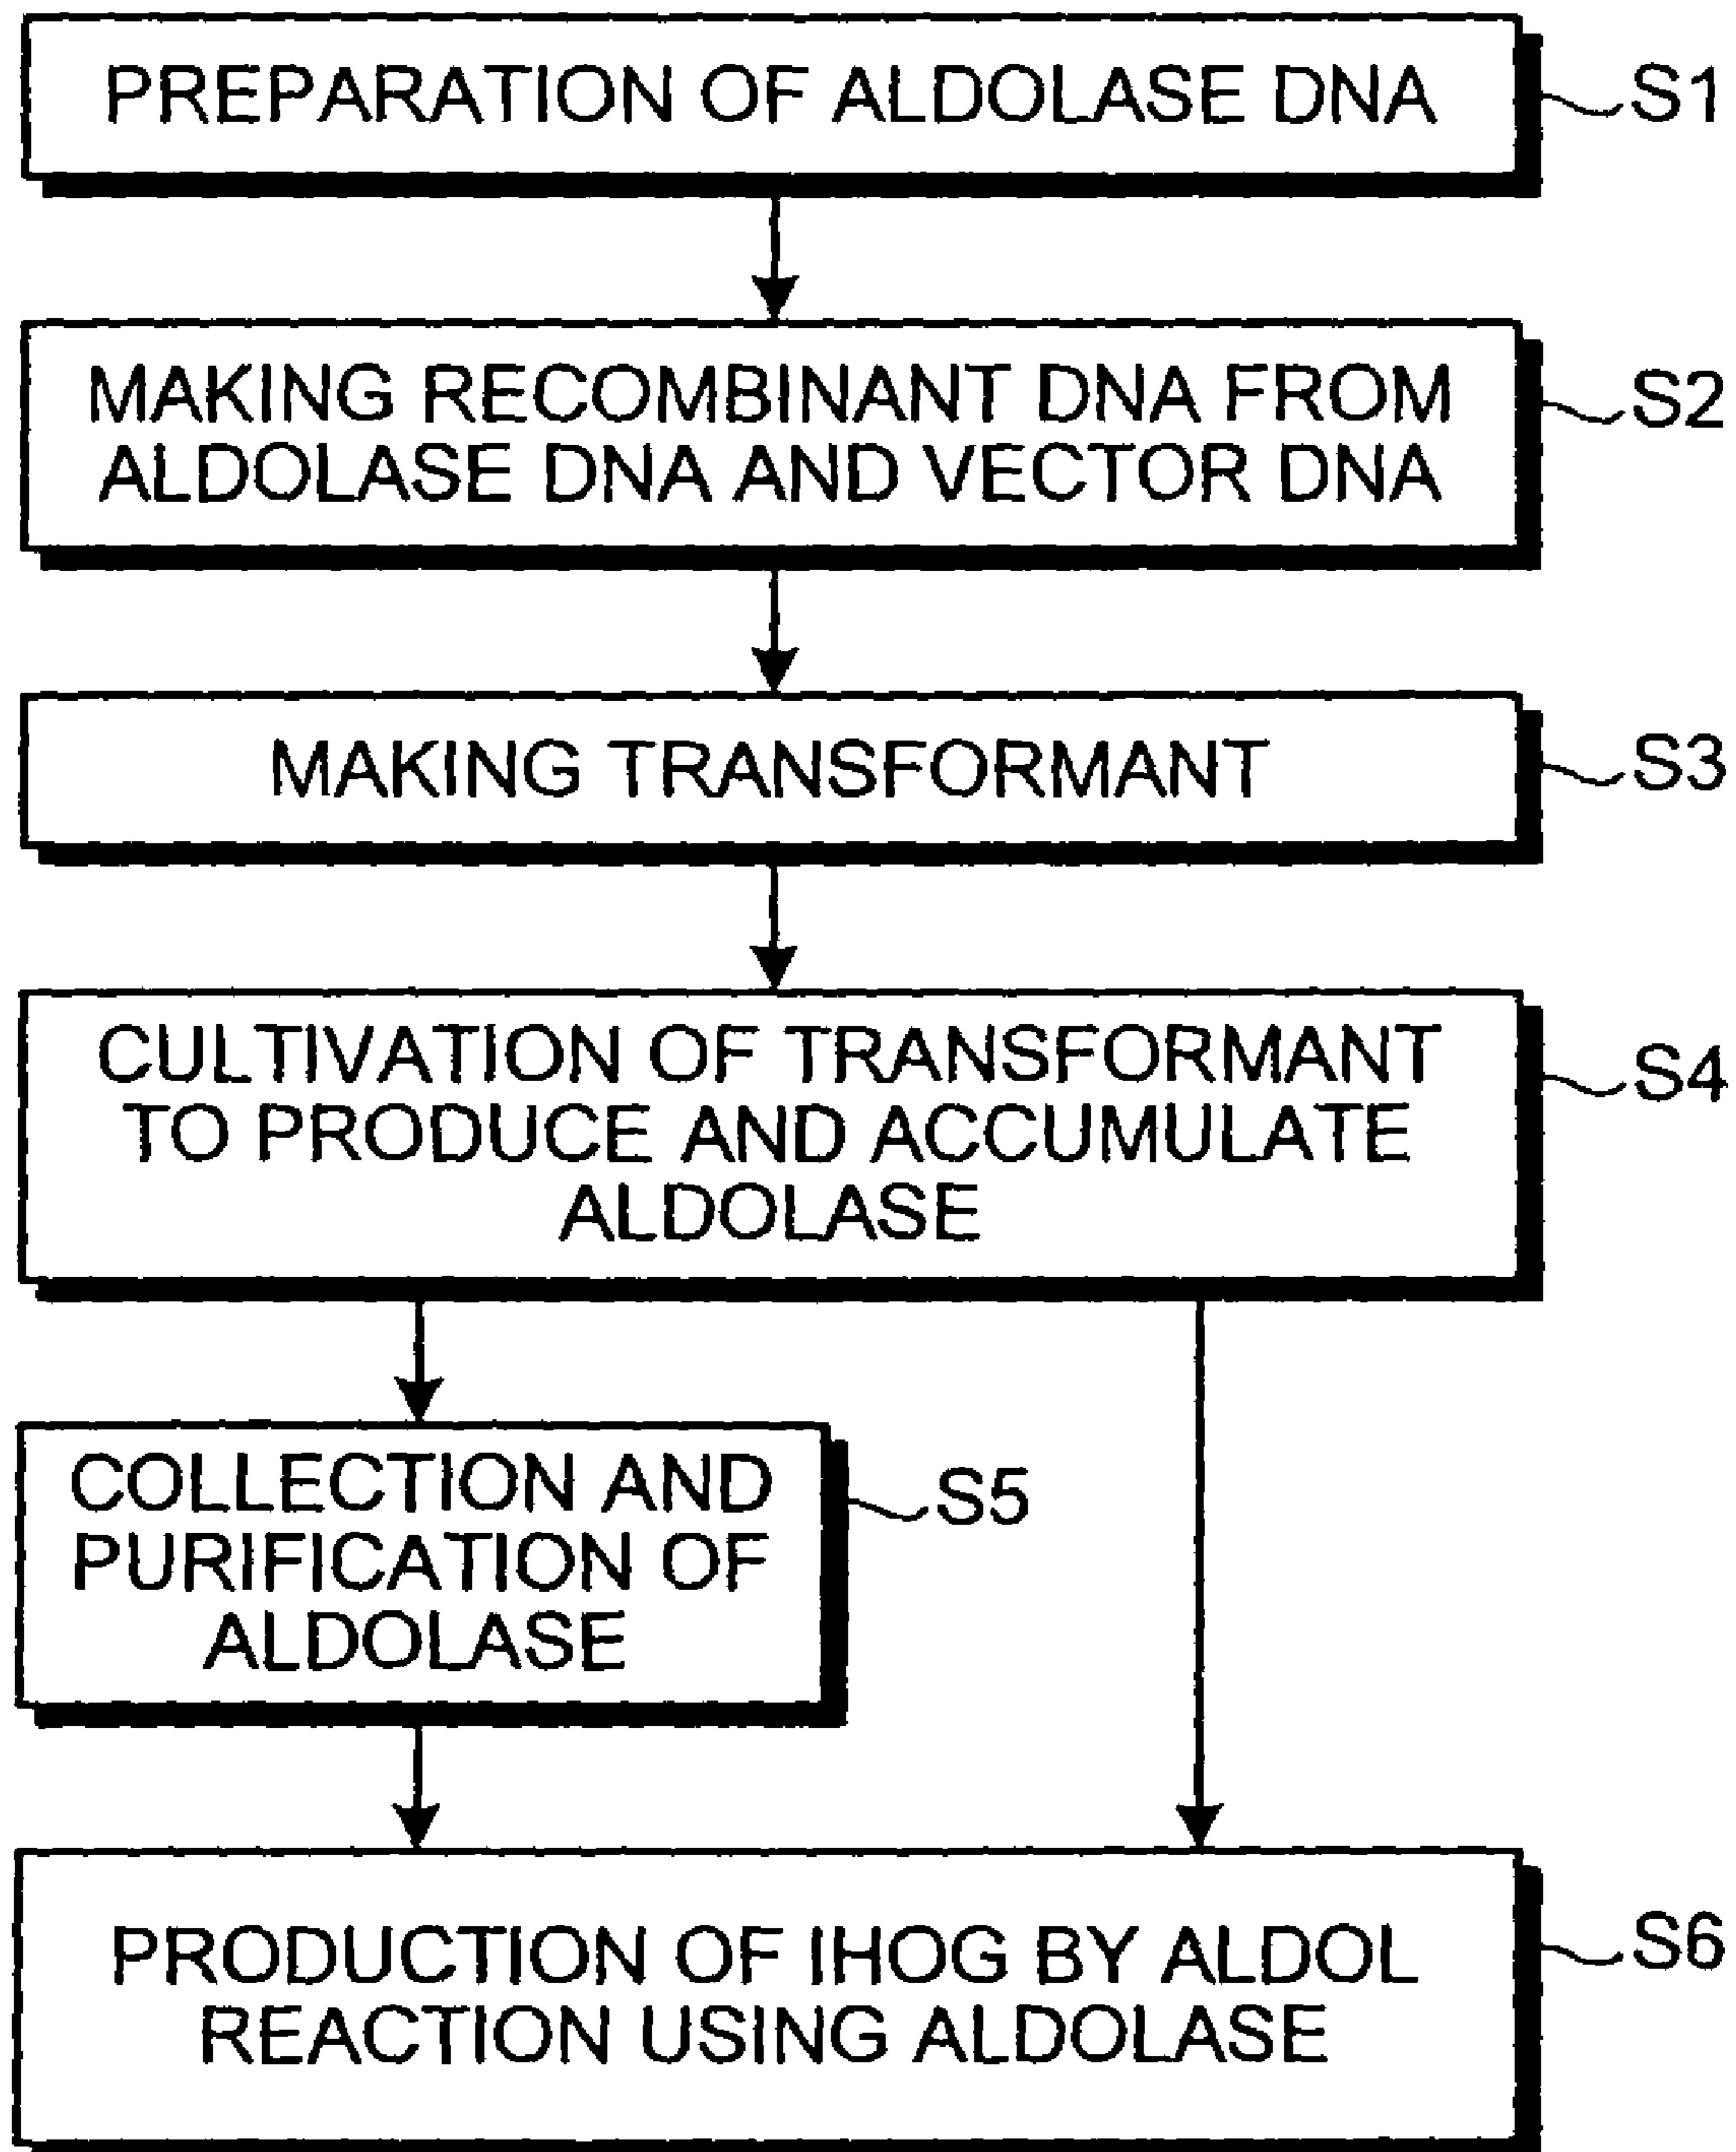 PREPARATION OF ALDOLASE DNA
S1
MAKING RECOMBINANT DNA FROM
ALDOLASE DNA AND VECTOR DNA
S2
MAKING TRANSFORMANT
S3
CULTIVATION OF TRANSFORMANT
TO PRODUCE AND ACCUMULATE
ALDOLASE
S4
COLLECTION AND
PURIFICATION OF
ALDOLASE
S5
PRODUCTION OF IHOG BY ALDOL
REACTION USING ALDOLASE
S6